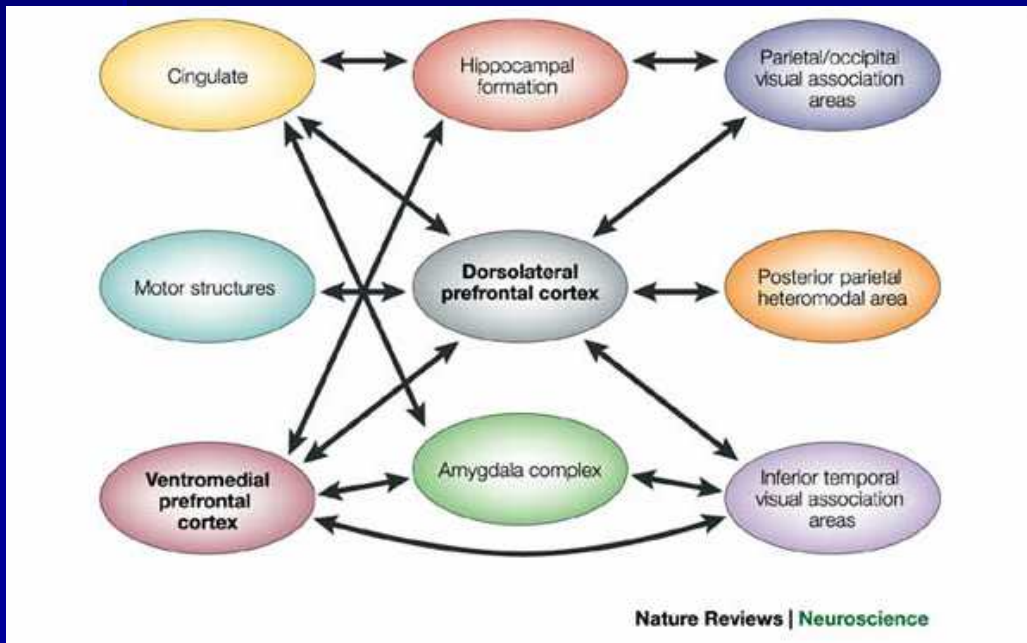 Cingulate
Hippocampal
formation
Parietal/occipital
visual association
areas
Motor structures
Dorsolateral
prefrontal cortex
Posterior parietal
heteromodal area
Ventromedial
prefrontal
cortex
Amygdala complex
Inferior temporal
visual association
areas
Nature Reviews | Neuroscience